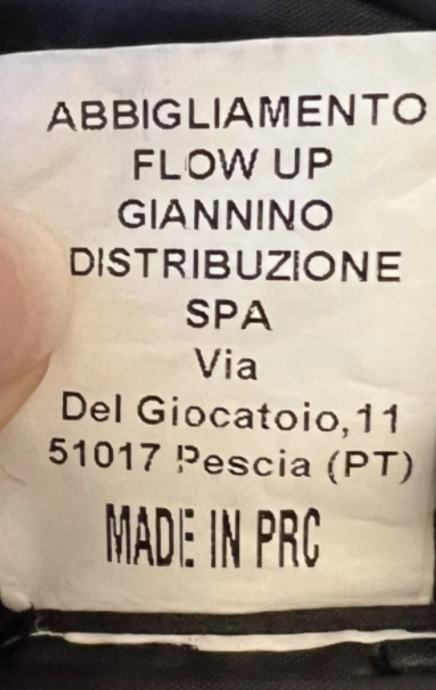 ABBIGLIAMENTO
FLOW UP
GIANNINO
DISTRIBUZIONE
SPA
Via
Del Giocatoio,11
51017 Pescia (PT)
MADE IN PRC